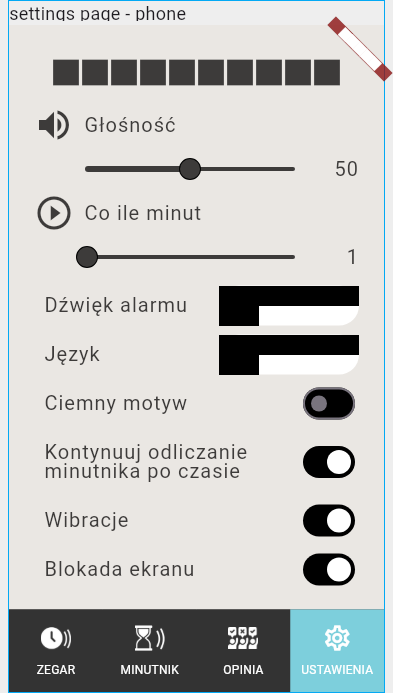 settings page - phone
Głośność
50
Co ile minut
1
Dźwięk alarmu
Język
Ciemny motyw
Kontynuuj odliczanie
minutnika po czasie
Wibracje
Blokada ekranu
ZEGAR MINUTNIK OPINIA USTAWIENIA